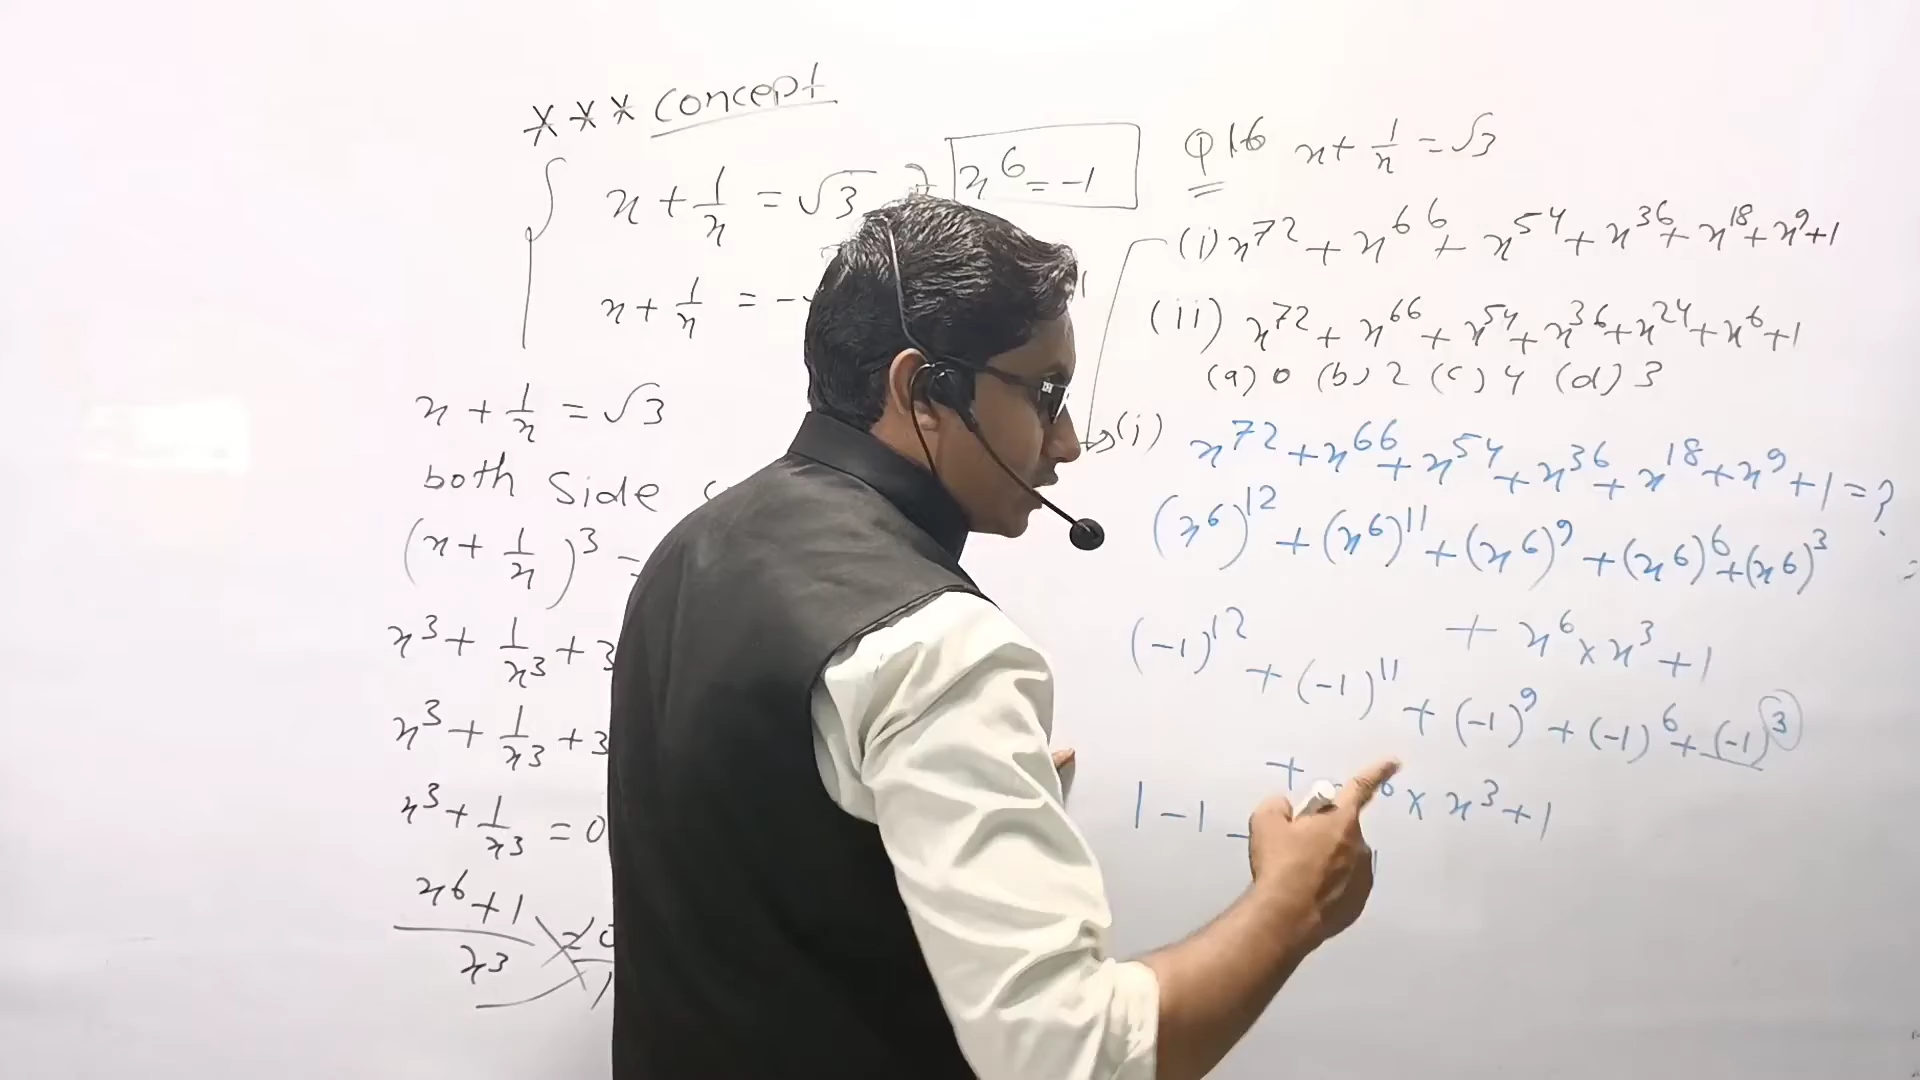 *** Concept
x + 1/x = √3 x⁶ = -1
x + 1/x = -
x + 1/x = √3
both Side
(x + 1/x)³ =
x³ + 1/x³ + 3
x³ + 1/x³ + 3
x³ + 1/x³ = 0
x⁶+1/x³
Q16 x + 1/x = √3
(i) x⁷² + x⁶⁶ + x⁵⁴ + x³⁶ + x¹⁸ + x⁹ + 1
(ii) x⁷² + x⁶⁶ + x⁵⁴ + x³⁶ + x²⁴ + x⁶ + 1
(a) 0 (b) 2 (c) 4 (d) 3
(i) x⁷² + x⁶⁶ + x⁵⁴ + x³⁶ + x¹⁸ + x⁹ + 1 = ?
(x⁶)¹² + (x⁶)¹¹ + (x⁶)⁹ + (x⁶)⁶ + (x⁶)³
+ x⁶ × x³ + 1
(-1)¹² + (-1)¹¹ + (-1)⁹ + (-1)⁶ + (-1)³
+ ⁶ × x³ + 1
1 - 1 -